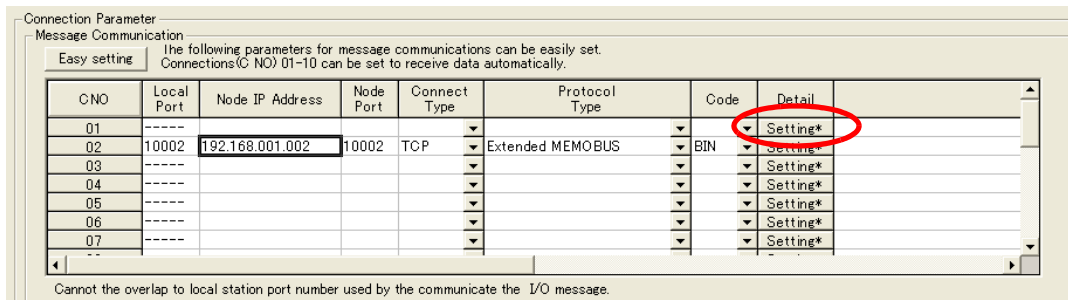 Connection Parameter
Message Communication
Easy setting
The following parameters for message communications can be easily set.
Connections(C NO) 01-10 can be set to receive data automatically.
CNO Local Port Node IP Address Node Port Connect Type Protocol Type Code Detail
01 ----- Setting*
02 10002 192.168.001.002 10002 TCP Extended MEMOBUS BIN Setting*
03 ----- Setting*
04 ----- Setting*
05 ----- Setting*
06 ----- Setting*
07 ----- Setting*
Cannot the overlap to local station port number used by the communicate the I/O message.